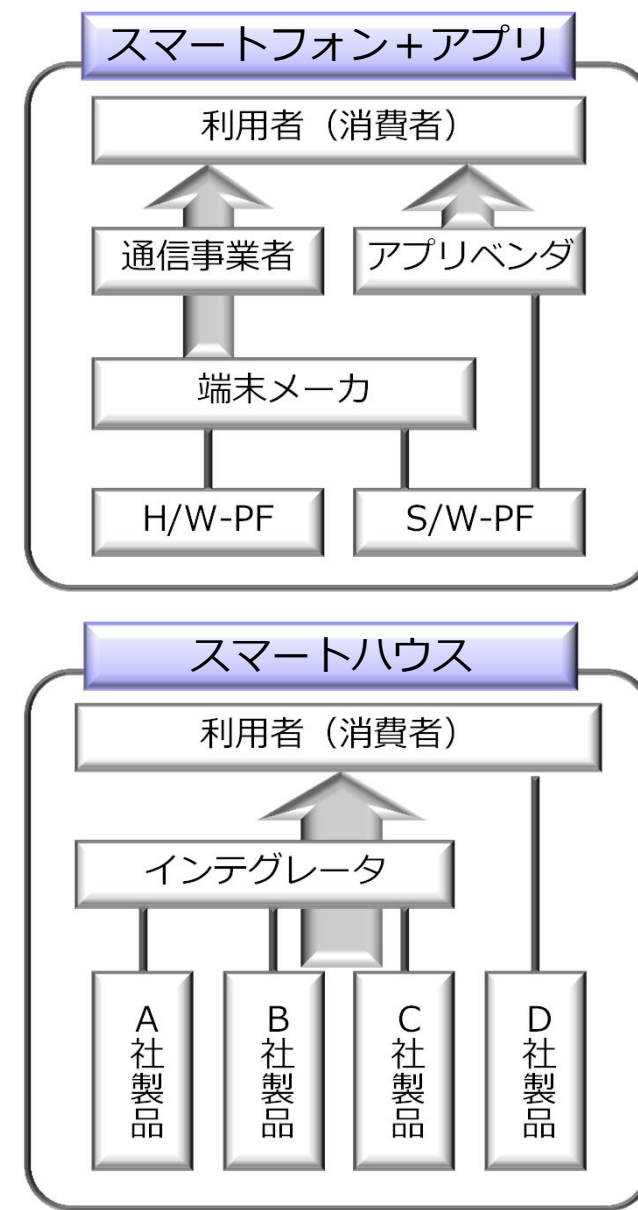 スマートフォン＋アプリ
利用者（消費者）
通信事業者
アプリベンダ
端末メーカ
H/W-PF
S/W-PF
スマートハウス
利用者（消費者）
インテグレータ
A社製品
B社製品
C社製品
D社製品